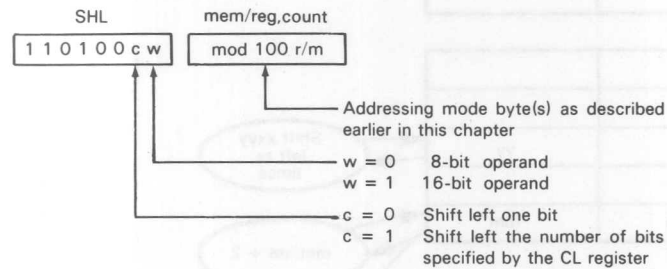 SHL mem/reg,count
1 1 0 1 0 0 c w mod 100 r/m
Addressing mode byte(s) as described
earlier in this chapter
w = 0 8-bit operand
w = 1 16-bit operand
c = 0 Shift left one bit
c = 1 Shift left the number of bits
specified by the CL register